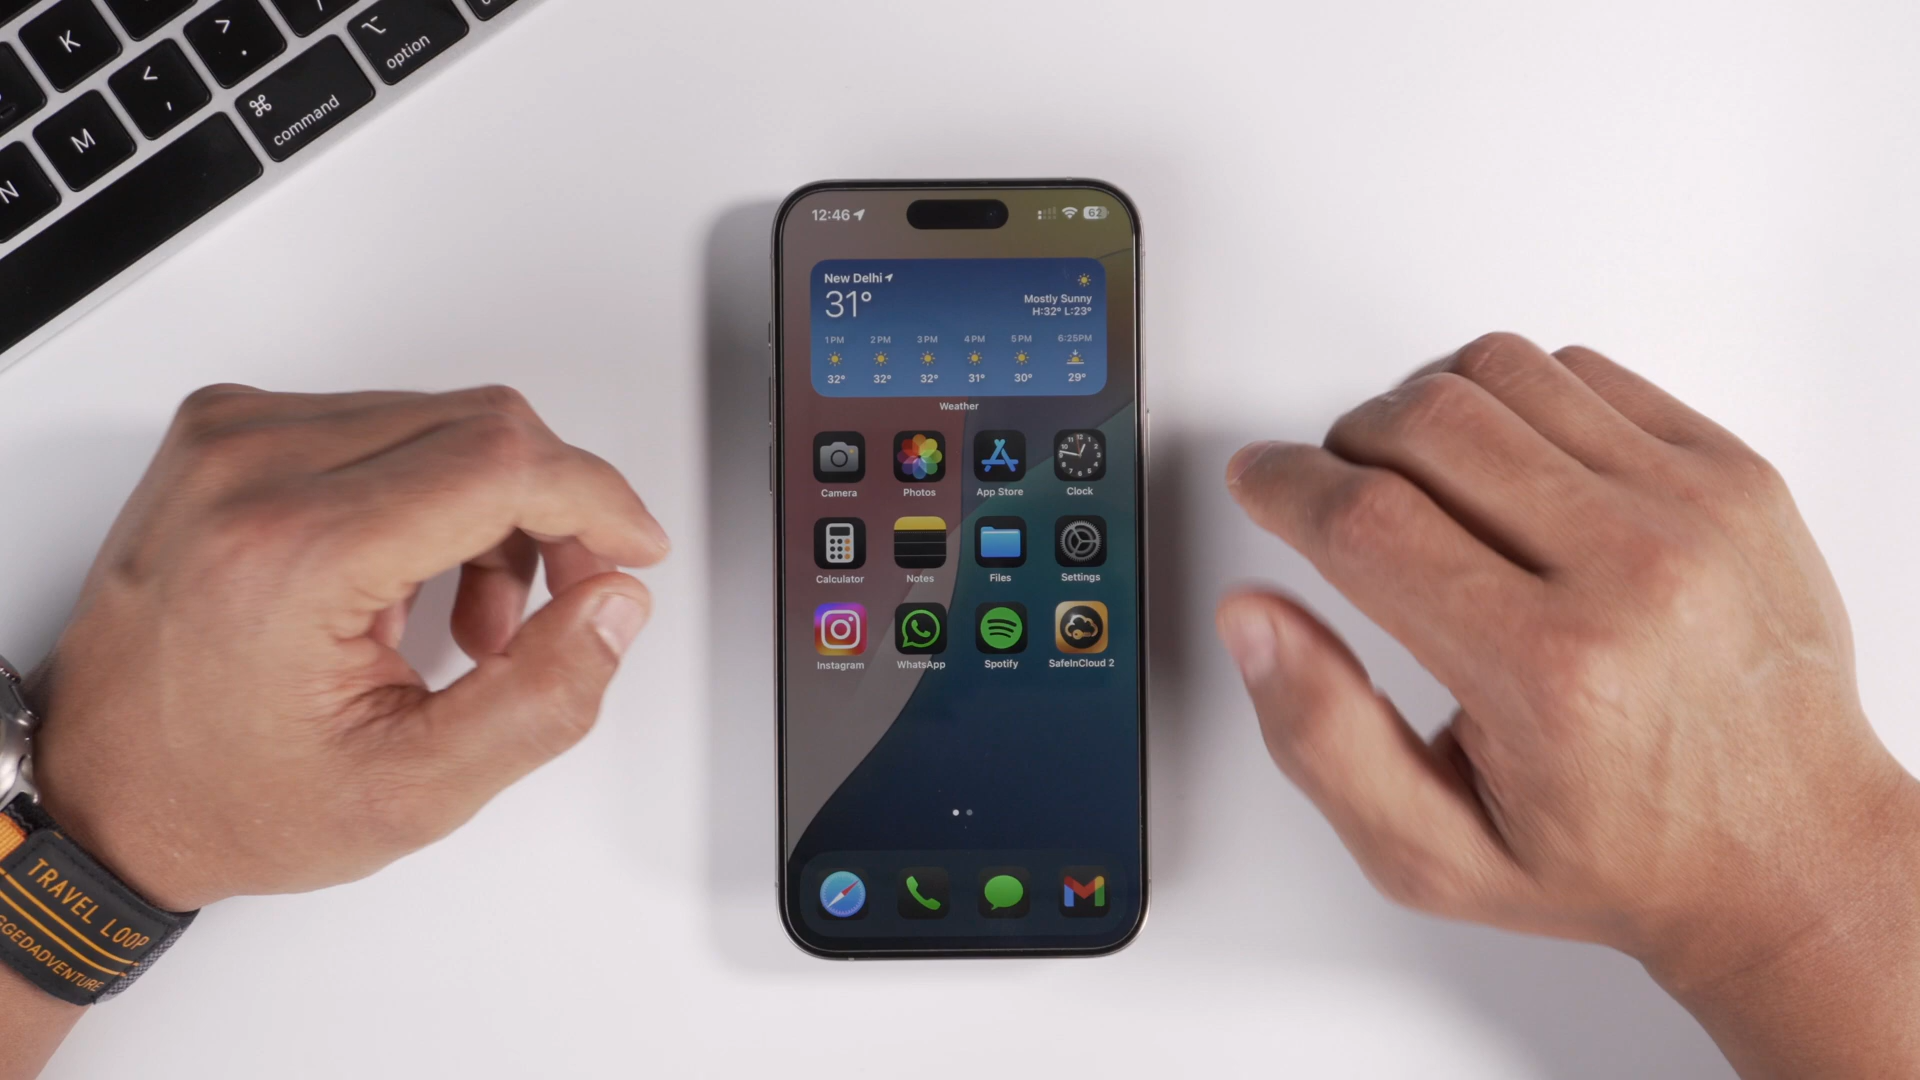 K
>
.
option
<
,
⌘
command
M
N
12:46
62
New Delhi
31°
Mostly Sunny
H:32° L:23°
1PM 2PM 3PM 4PM 5PM 6:25PM
32° 32° 32° 31° 30° 29°
Weather
Camera Photos App Store Clock
Calculator Notes Files Settings
Instagram WhatsApp Spotify SafeInCloud 2
TRAVEL LOOP
GGEDADVENTURE